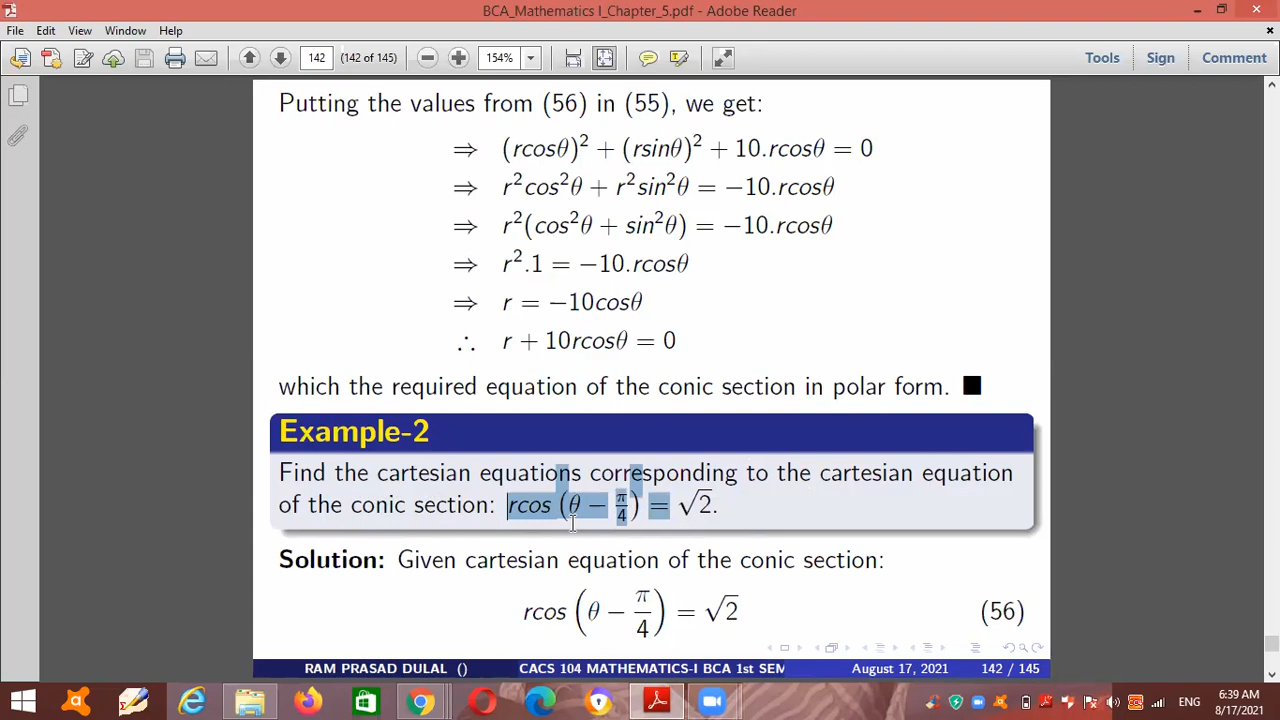 BCA_Mathematics I_Chapter_5.pdf - Adobe Reader
File Edit View Window Help
142 (142 of 145) 154% Tools Sign Comment
Putting the values from (56) in (55), we get:
⇒ (rcosθ)² + (rsinθ)² + 10.rcosθ = 0
⇒ r²cos²θ + r²sin²θ = −10.rcosθ
⇒ r²(cos²θ + sin²θ) = −10.rcosθ
⇒ r².1 = −10.rcosθ
⇒ r = −10cosθ
∴ r + 10rcosθ = 0
which the required equation of the conic section in polar form. ■
Example-2
Find the cartesian equations corresponding to the cartesian equation
of the conic section: rcos (θ − π/4) = √2.
Solution: Given cartesian equation of the conic section:
rcos (θ − π/4) = √2 (56)
RAM PRASAD DULAL () CACS 104 MATHEMATICS-I BCA 1st SEM August 17, 2021 142 / 145
ENG 6:39 AM
8/17/2021